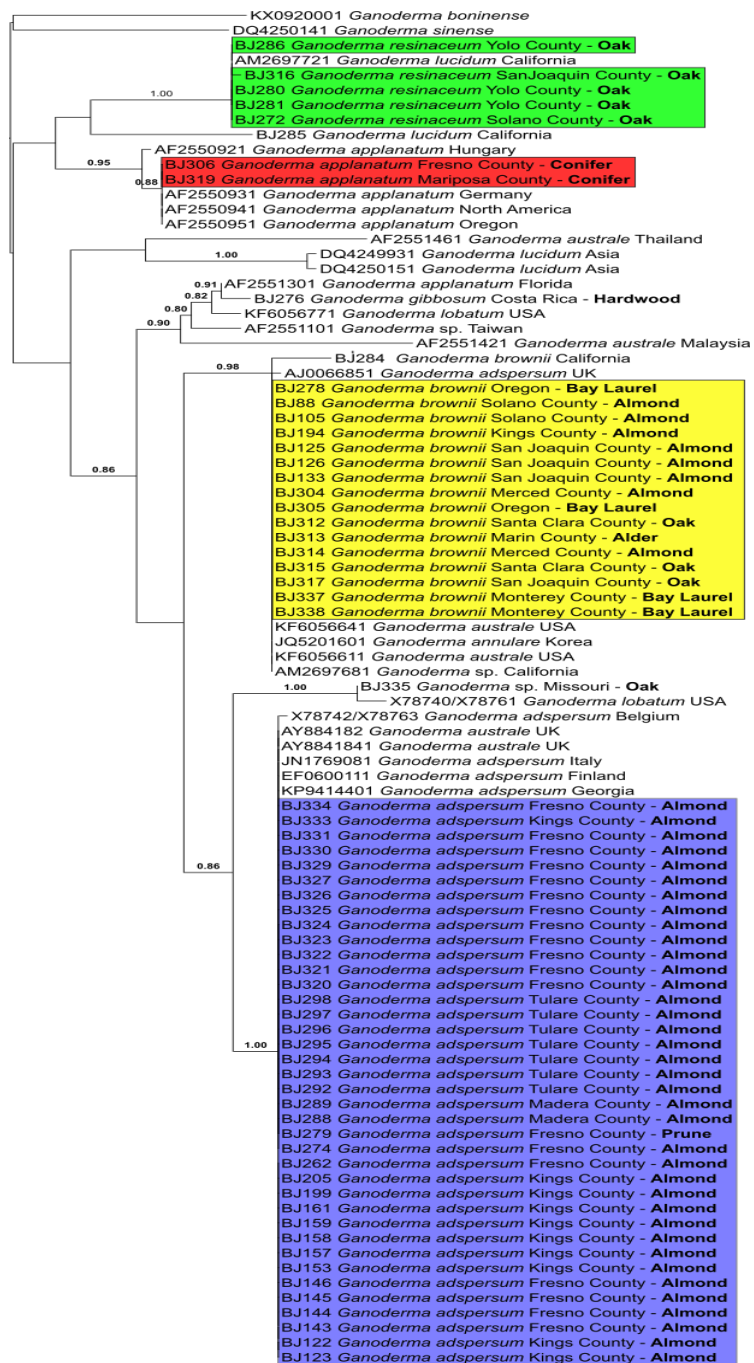 KX0920001 Ganoderma boninense
DQ4250141 Ganoderma sinense
BJ286 Ganoderma resinaceum Yolo County - Oak
AM2697721 Ganoderma lucidum California
BJ316 Ganoderma resinaceum SanJoaquin County - Oak
1.00
BJ280 Ganoderma resinaceum Yolo County - Oak
BJ281 Ganoderma resinaceum Yolo County - Oak
BJ272 Ganoderma resinaceum Solano County - Oak
BJ285 Ganoderma lucidum California
AF2550921 Ganoderma applanatum Hungary
0.95
BJ306 Ganoderma applanatum Fresno County - Conifer
0.88
BJ319 Ganoderma applanatum Mariposa County - Conifer
AF2550931 Ganoderma applanatum Germany
AF2550941 Ganoderma applanatum North America
AF2550951 Ganoderma applanatum Oregon
AF2551461 Ganoderma australe Thailand
1.00
DQ4249931 Ganoderma lucidum Asia
DQ4250151 Ganoderma lucidum Asia
0.91
AF2551301 Ganoderma applanatum Florida
0.82
BJ276 Ganoderma gibbosum Costa Rica - Hardwood
0.80
KF6056771 Ganoderma lobatum USA
0.90
AF2551101 Ganoderma sp. Taiwan
AF2551421 Ganoderma australe Malaysia
BJ284 Ganoderma brownii California
0.98
AJ0066851 Ganoderma adspersum UK
BJ278 Ganoderma brownii Oregon - Bay Laurel
BJ88 Ganoderma brownii Solano County - Almond
BJ105 Ganoderma brownii Solano County - Almond
BJ194 Ganoderma brownii Kings County - Almond
BJ125 Ganoderma brownii San Joaquin County - Almond
BJ126 Ganoderma brownii San Joaquin County - Almond
0.86
BJ133 Ganoderma brownii San Joaquin County - Almond
BJ304 Ganoderma brownii Merced County - Almond
BJ305 Ganoderma brownii Oregon - Bay Laurel
BJ312 Ganoderma brownii Santa Clara County - Oak
BJ313 Ganoderma brownii Marin County - Alder
BJ314 Ganoderma brownii Merced County - Almond
BJ315 Ganoderma brownii Santa Clara County - Oak
BJ317 Ganoderma brownii San Joaquin County - Oak
BJ337 Ganoderma brownii Monterey County - Bay Laurel
BJ338 Ganoderma brownii Monterey County - Bay Laurel
KF6056641 Ganoderma australe USA
JQ5201601 Ganoderma annulare Korea
KF6056611 Ganoderma australe USA
AM2697681 Ganoderma sp. California
1.00
BJ335 Ganoderma sp. Missouri - Oak
X78740/X78761 Ganoderma lobatum USA
X78742/X78763 Ganoderma adspersum Belgium
AY884182 Ganoderma australe UK
AY8841841 Ganoderma australe UK
JN1769081 Ganoderma adspersum Italy
EF0600111 Ganoderma adspersum Finland
KP9414401 Ganoderma adspersum Georgia
BJ334 Ganoderma adspersum Fresno County - Almond
BJ333 Ganoderma adspersum Kings County - Almond
BJ331 Ganoderma adspersum Fresno County - Almond
BJ330 Ganoderma adspersum Fresno County - Almond
0.86
BJ329 Ganoderma adspersum Fresno County - Almond
BJ327 Ganoderma adspersum Fresno County - Almond
BJ326 Ganoderma adspersum Fresno County - Almond
BJ325 Ganoderma adspersum Fresno County - Almond
BJ324 Ganoderma adspersum Fresno County - Almond
BJ323 Ganoderma adspersum Fresno County - Almond
BJ322 Ganoderma adspersum Fresno County - Almond
BJ321 Ganoderma adspersum Fresno County - Almond
BJ320 Ganoderma adspersum Fresno County - Almond
BJ298 Ganoderma adspersum Tulare County - Almond
BJ297 Ganoderma adspersum Tulare County - Almond
BJ296 Ganoderma adspersum Tulare County - Almond
BJ295 Ganoderma adspersum Tulare County - Almond
1.00
BJ294 Ganoderma adspersum Tulare County - Almond
BJ293 Ganoderma adspersum Tulare County - Almond
BJ292 Ganoderma adspersum Tulare County - Almond
BJ289 Ganoderma adspersum Madera County - Almond
BJ288 Ganoderma adspersum Madera County - Almond
BJ279 Ganoderma adspersum Fresno County - Prune
BJ274 Ganoderma adspersum Fresno County - Almond
BJ262 Ganoderma adspersum Fresno County - Almond
BJ205 Ganoderma adspersum Kings County - Almond
BJ199 Ganoderma adspersum Kings County - Almond
BJ161 Ganoderma adspersum Kings County - Almond
BJ159 Ganoderma adspersum Kings County - Almond
BJ158 Ganoderma adspersum Kings County - Almond
BJ157 Ganoderma adspersum Kings County - Almond
BJ153 Ganoderma adspersum Kings County - Almond
BJ146 Ganoderma adspersum Fresno County - Almond
BJ145 Ganoderma adspersum Fresno County - Almond
BJ144 Ganoderma adspersum Fresno County - Almond
BJ143 Ganoderma adspersum Fresno County - Almond
BJ122 Ganoderma adspersum Kings County - Almond
BJ123 Ganoderma adspersum Kings County - Almond